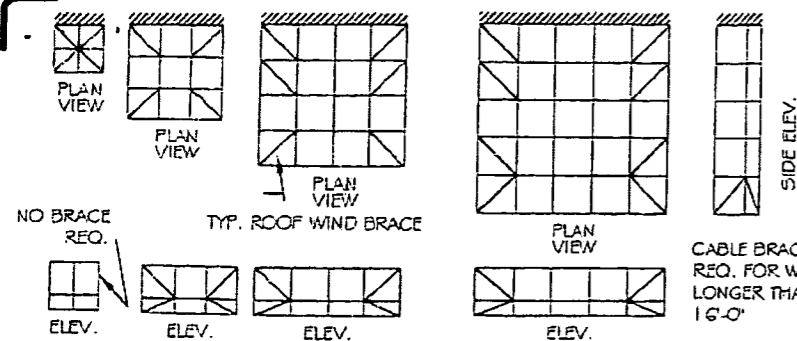 PLAN
VIEW
PLAN
VIEW
PLAN
VIEW
TYP. ROOF WIND BRACE
PLAN
VIEW
SIDE ELEV.
NO BRACE
REQ.
ELEV.
ELEV.
ELEV.
ELEV.
CABLE BRAC
REQ. FOR W
LONGER THA
16'-0"